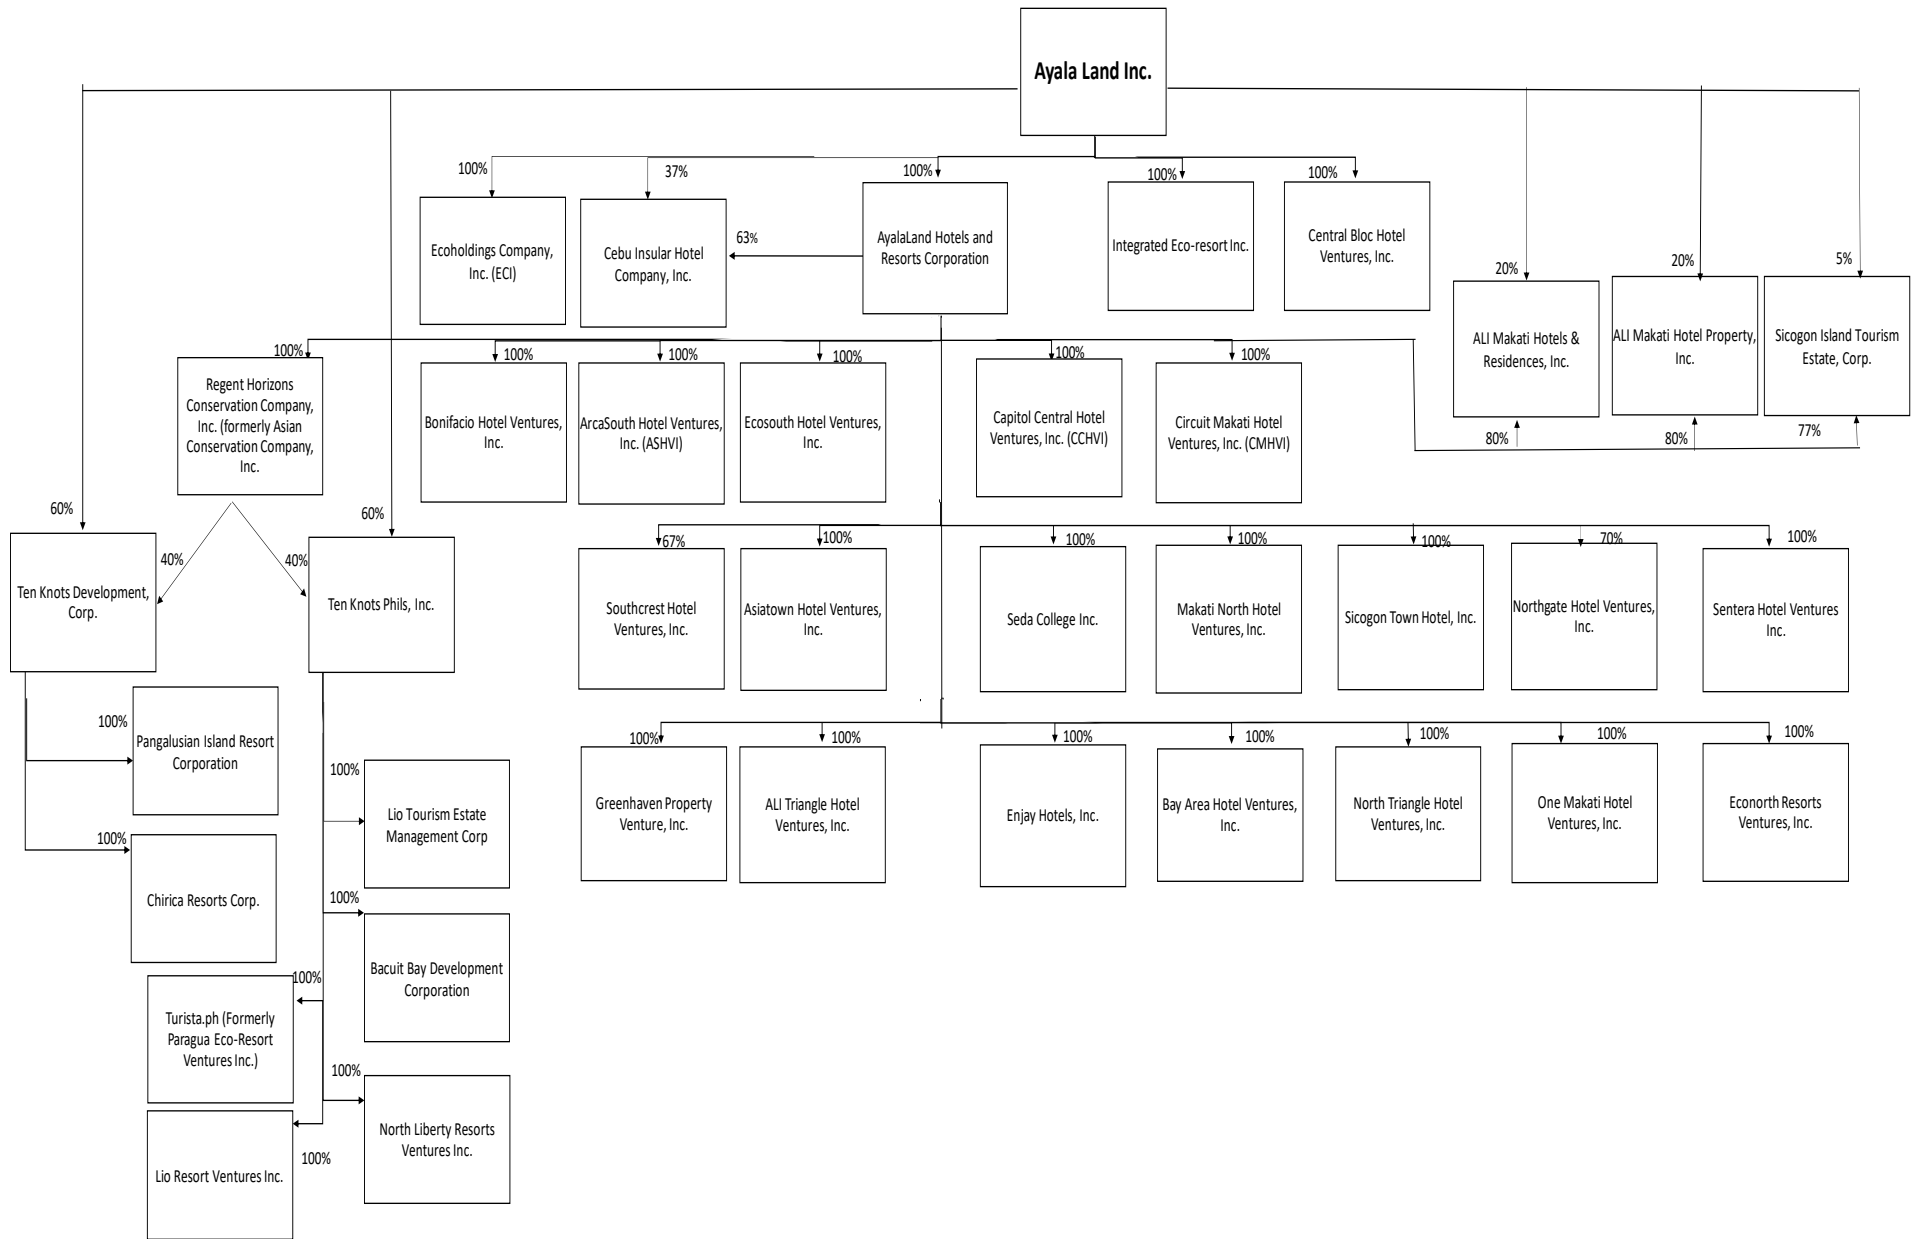 Ayala Land Inc.
100%
37%
100%
100%
100%
Ecoholdings Company,
Inc. (ECI)
Cebu Insular Hotel
Company, Inc.
63%
AyalaLand Hotels and
Resorts Corporation
Integrated Eco-resort Inc.
Central Bloc Hotel
Ventures, Inc.
20%
20%
5%
ALI Makati Hotels &
Residences, Inc.
ALI Makati Hotel Property,
Inc.
Sicogon Island Tourism
Estate, Corp.
80%
80%
77%
100%
100%
100%
100%
100%
100%
Regent Horizons
Conservation Company,
Inc. (formerly Asian
Conservation Company,
Inc.
Bonifacio Hotel Ventures,
Inc.
ArcaSouth Hotel Ventures,
Inc. (ASHVI)
Ecosouth Hotel Ventures,
Inc.
Capitol Central Hotel
Ventures, Inc. (CCHVI)
Circuit Makati Hotel
Ventures, Inc. (CMHVI)
60%
60%
40%
40%
Ten Knots Development,
Corp.
Ten Knots Phils, Inc.
67%
100%
100%
100%
100%
70%
100%
Southcrest Hotel
Ventures, Inc.
Asiatown Hotel Ventures,
Inc.
Seda College Inc.
Makati North Hotel
Ventures, Inc.
Sicogon Town Hotel, Inc.
Northgate Hotel Ventures,
Inc.
Sentera Hotel Ventures
Inc.
100%
100%
100%
100%
100%
100%
100%
Greenhaven Property
Venture, Inc.
ALI Triangle Hotel
Ventures, Inc.
Enjay Hotels, Inc.
Bay Area Hotel Ventures,
Inc.
North Triangle Hotel
Ventures, Inc.
One Makati Hotel
Ventures, Inc.
Econorth Resorts
Ventures, Inc.
100%
Pangalusian Island Resort
Corporation
100%
Chirica Resorts Corp.
100%
Lio Tourism Estate
Management Corp
100%
Bacuit Bay Development
Corporation
100%
Turista.ph (Formerly
Paragua Eco-Resort
Ventures Inc.)
100%
North Liberty Resorts
Ventures Inc.
100%
Lio Resort Ventures Inc.